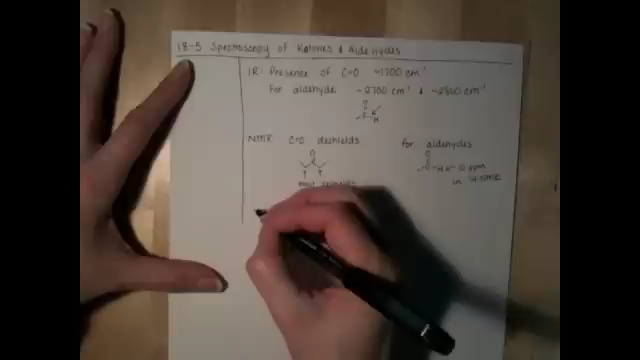 18-5 Spectroscopy of Ketones & Aldehydes
IR: Presence of C=O ~1700 cm⁻¹
For aldehyde ~2700 cm⁻¹ & ~2800 cm⁻¹
O
C
H
NMR C=O deshields
for aldehydes
O
O
C-H ~ 10 ppm
in ¹H-NMR
most